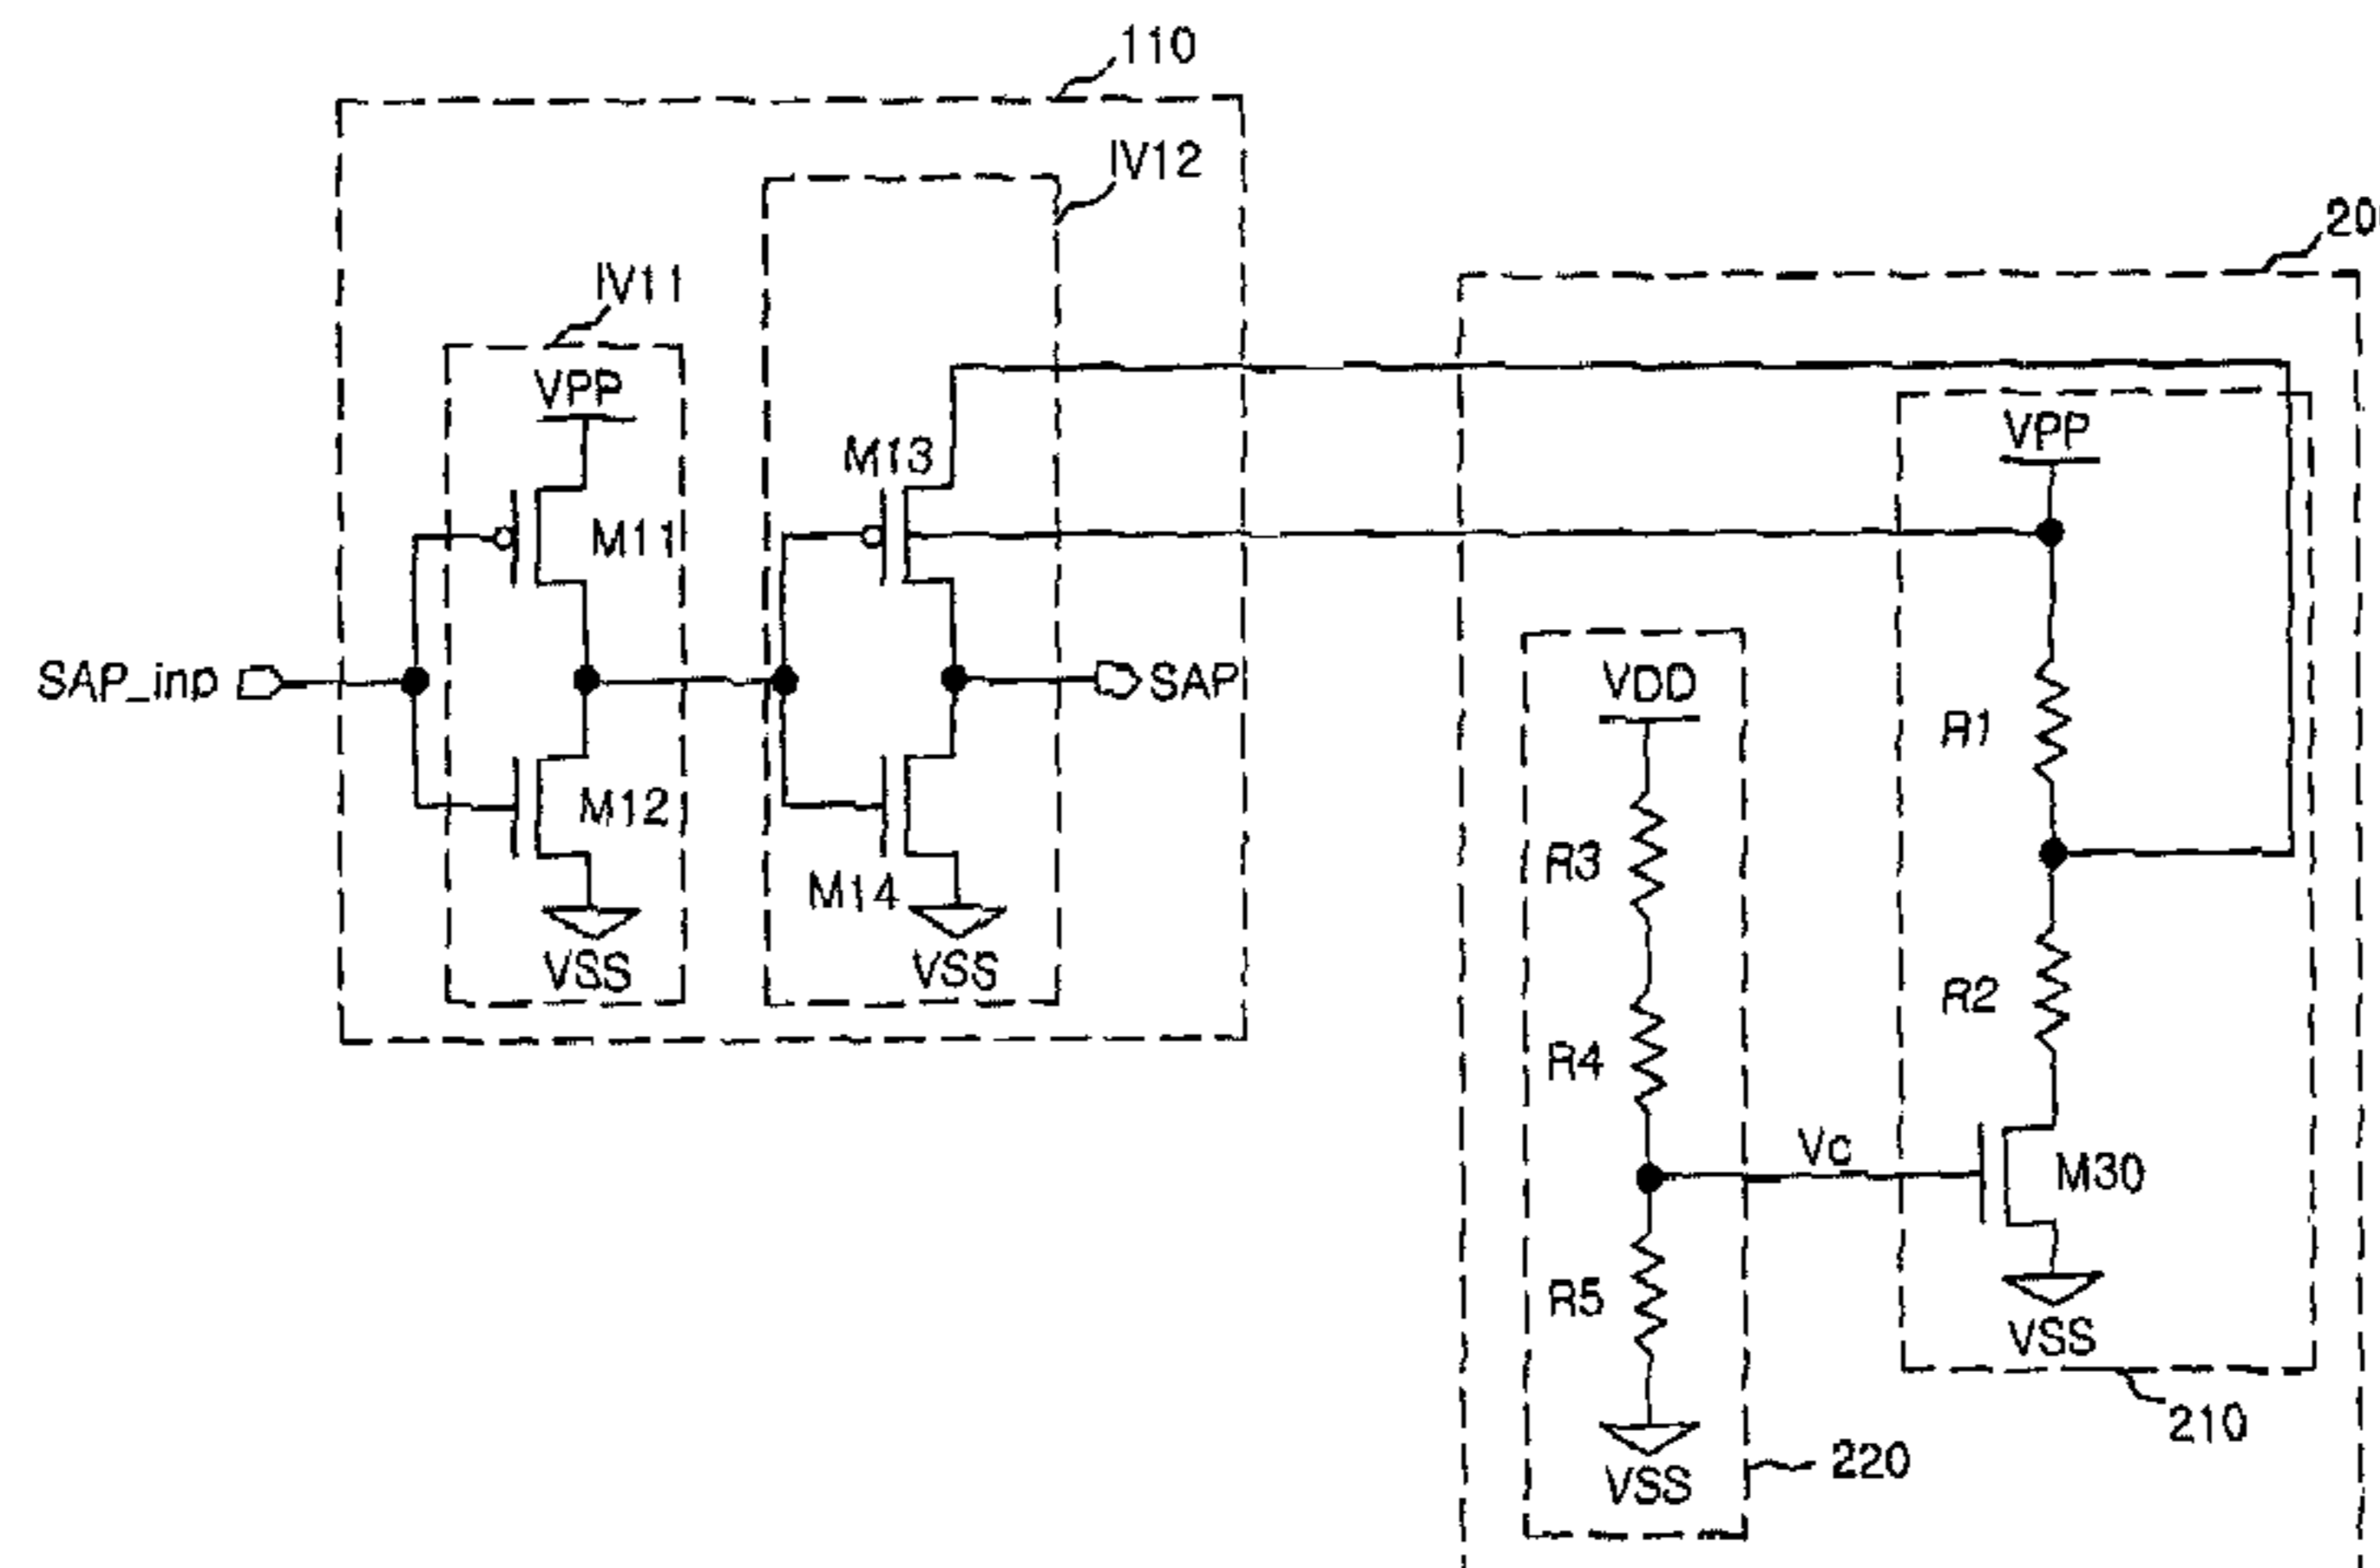 110
IV12
20
IV11
VPP
M13
VPP
M11
SAP_inp
SAP
VDD
R1
M12
R3
M14
VSS
VSS
R2
R4
Vc
M30
R5
VSS
210
220
VSS